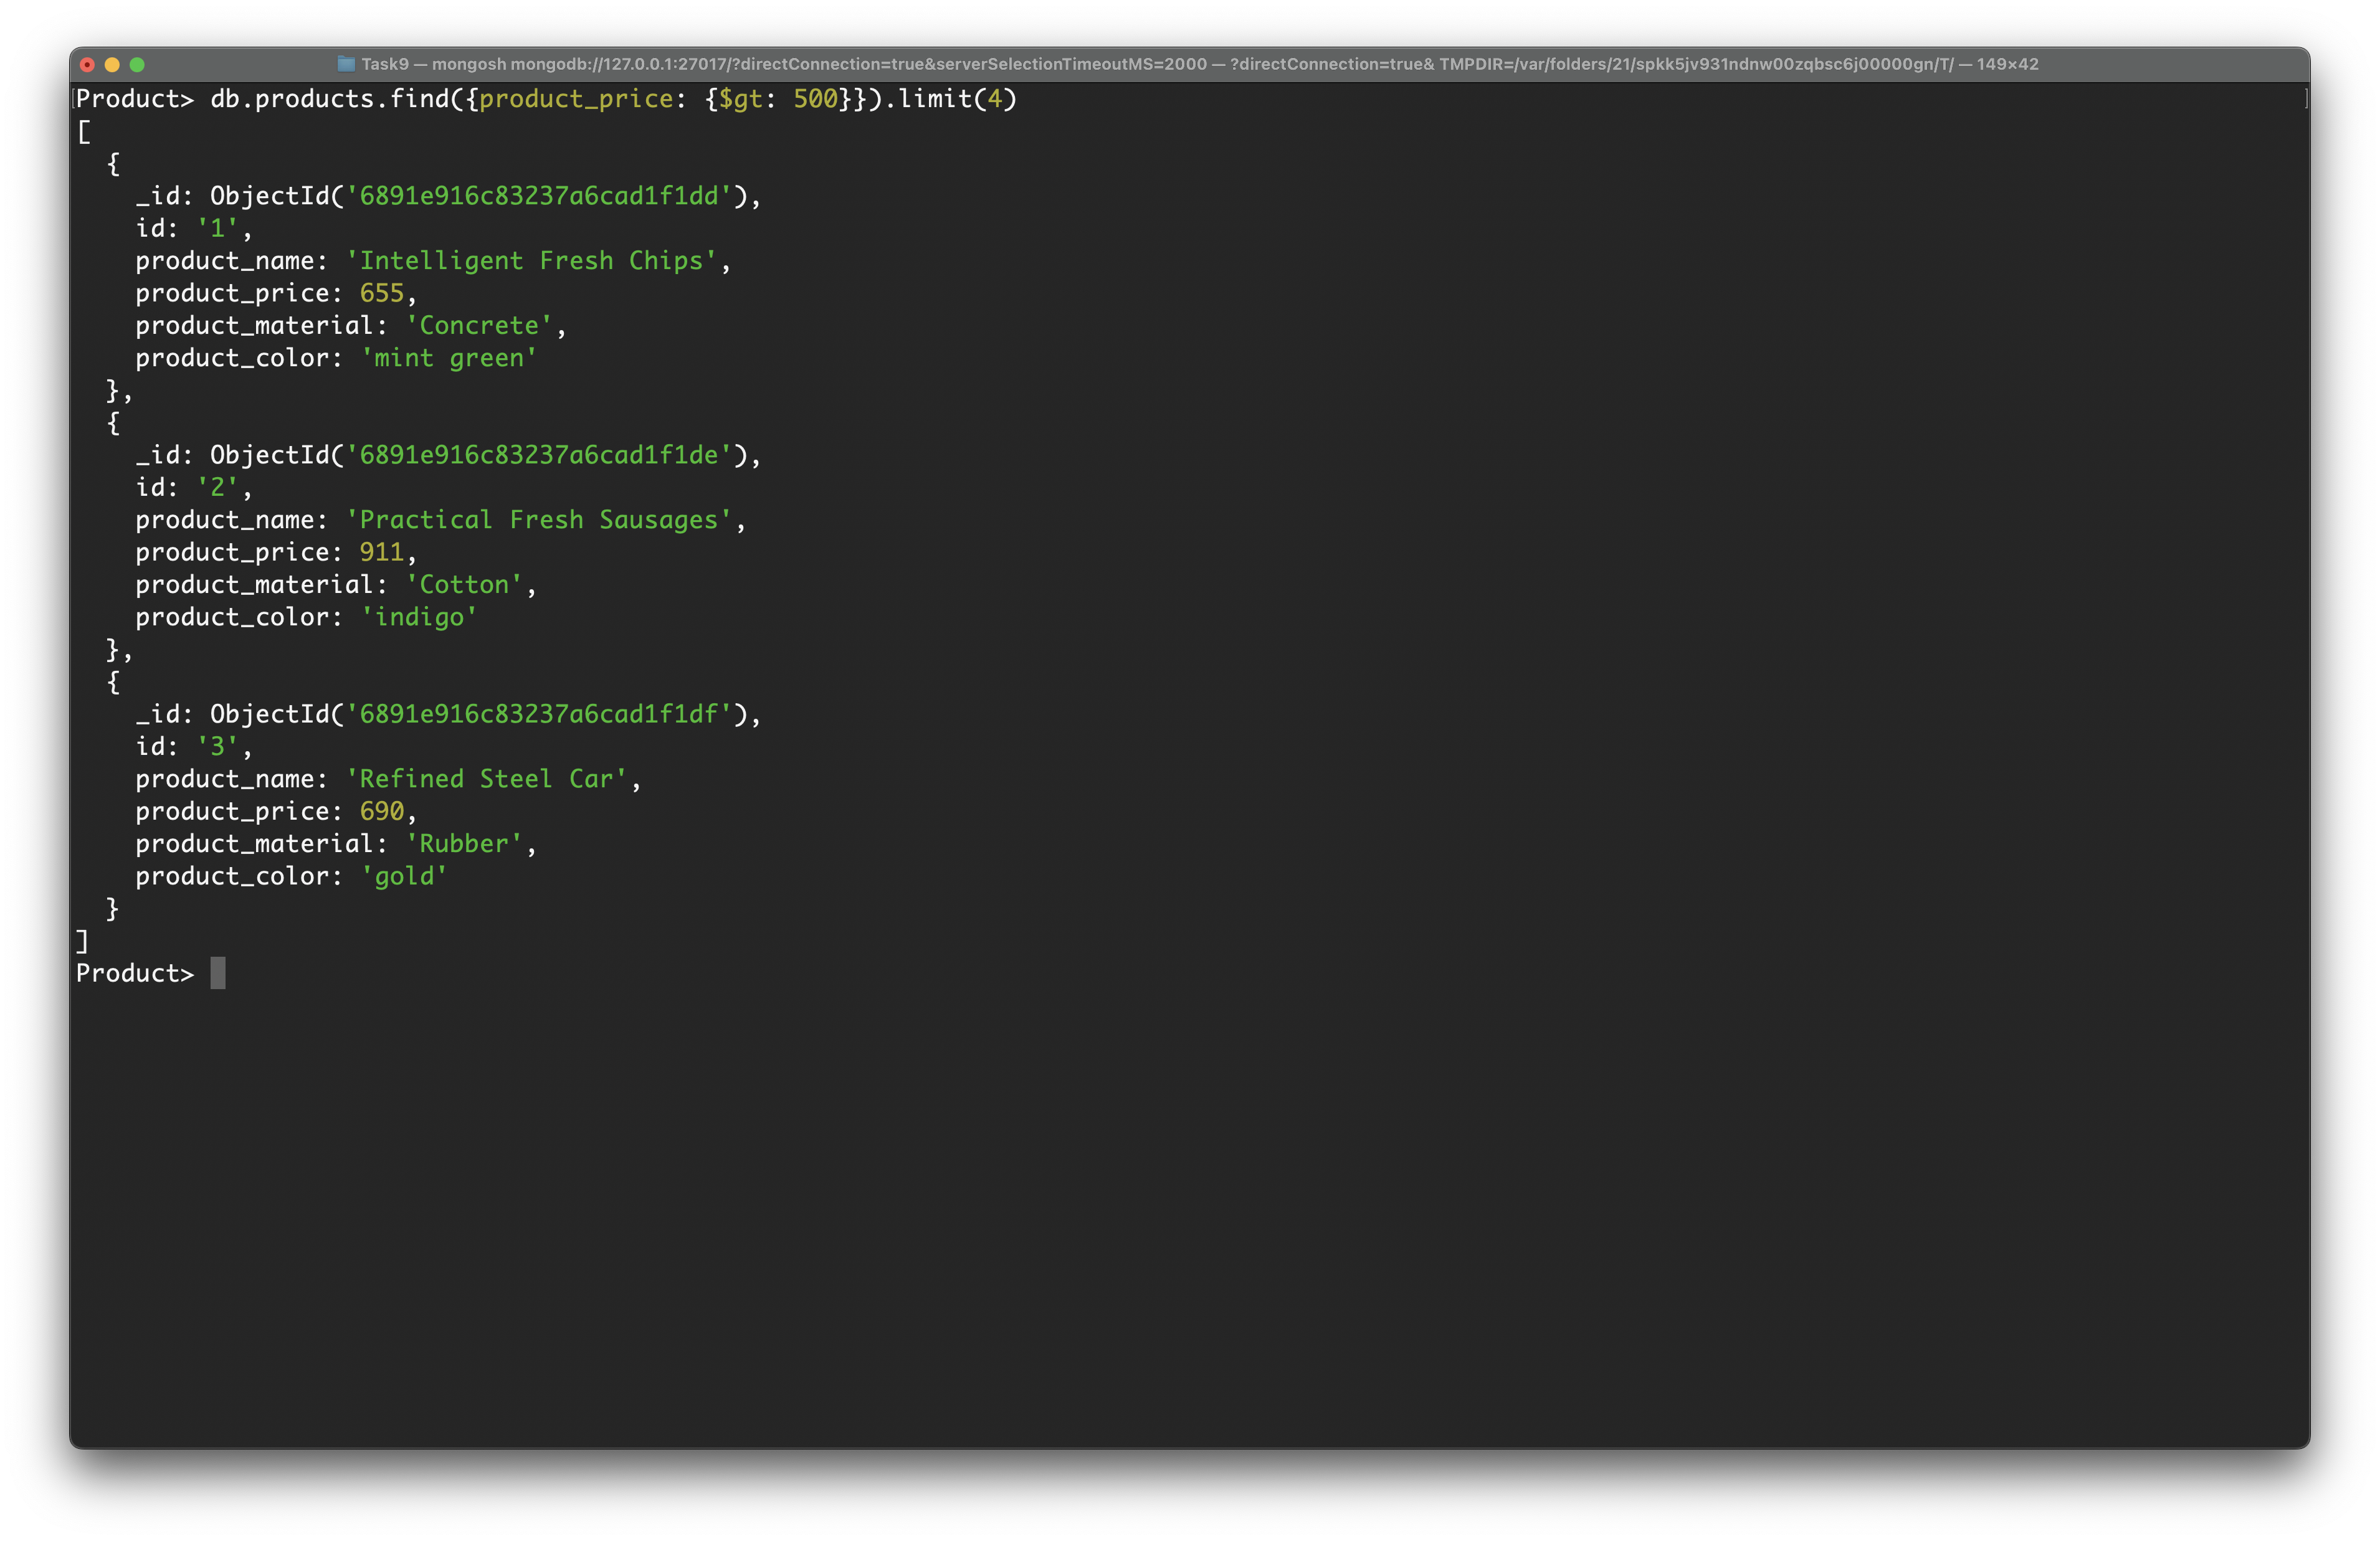 Task9 — mongosh mongodb://127.0.0.1:27017/?directConnection=true&serverSelectionTimeoutMS=2000 — ?directConnection=true& TMPDIR=/var/folders/21/spkk5jv931ndnw00zqbsc6j00000gn/T/ — 149×42
[Product> db.products.find({product_price: {$gt: 500}}).limit(4) ]
[
  {
    _id: ObjectId('6891e916c83237a6cad1f1dd'),
    id: '1',
    product_name: 'Intelligent Fresh Chips',
    product_price: 655,
    product_material: 'Concrete',
    product_color: 'mint green'
  },
  {
    _id: ObjectId('6891e916c83237a6cad1f1de'),
    id: '2',
    product_name: 'Practical Fresh Sausages',
    product_price: 911,
    product_material: 'Cotton',
    product_color: 'indigo'
  },
  {
    _id: ObjectId('6891e916c83237a6cad1f1df'),
    id: '3',
    product_name: 'Refined Steel Car',
    product_price: 690,
    product_material: 'Rubber',
    product_color: 'gold'
  }
]
Product>